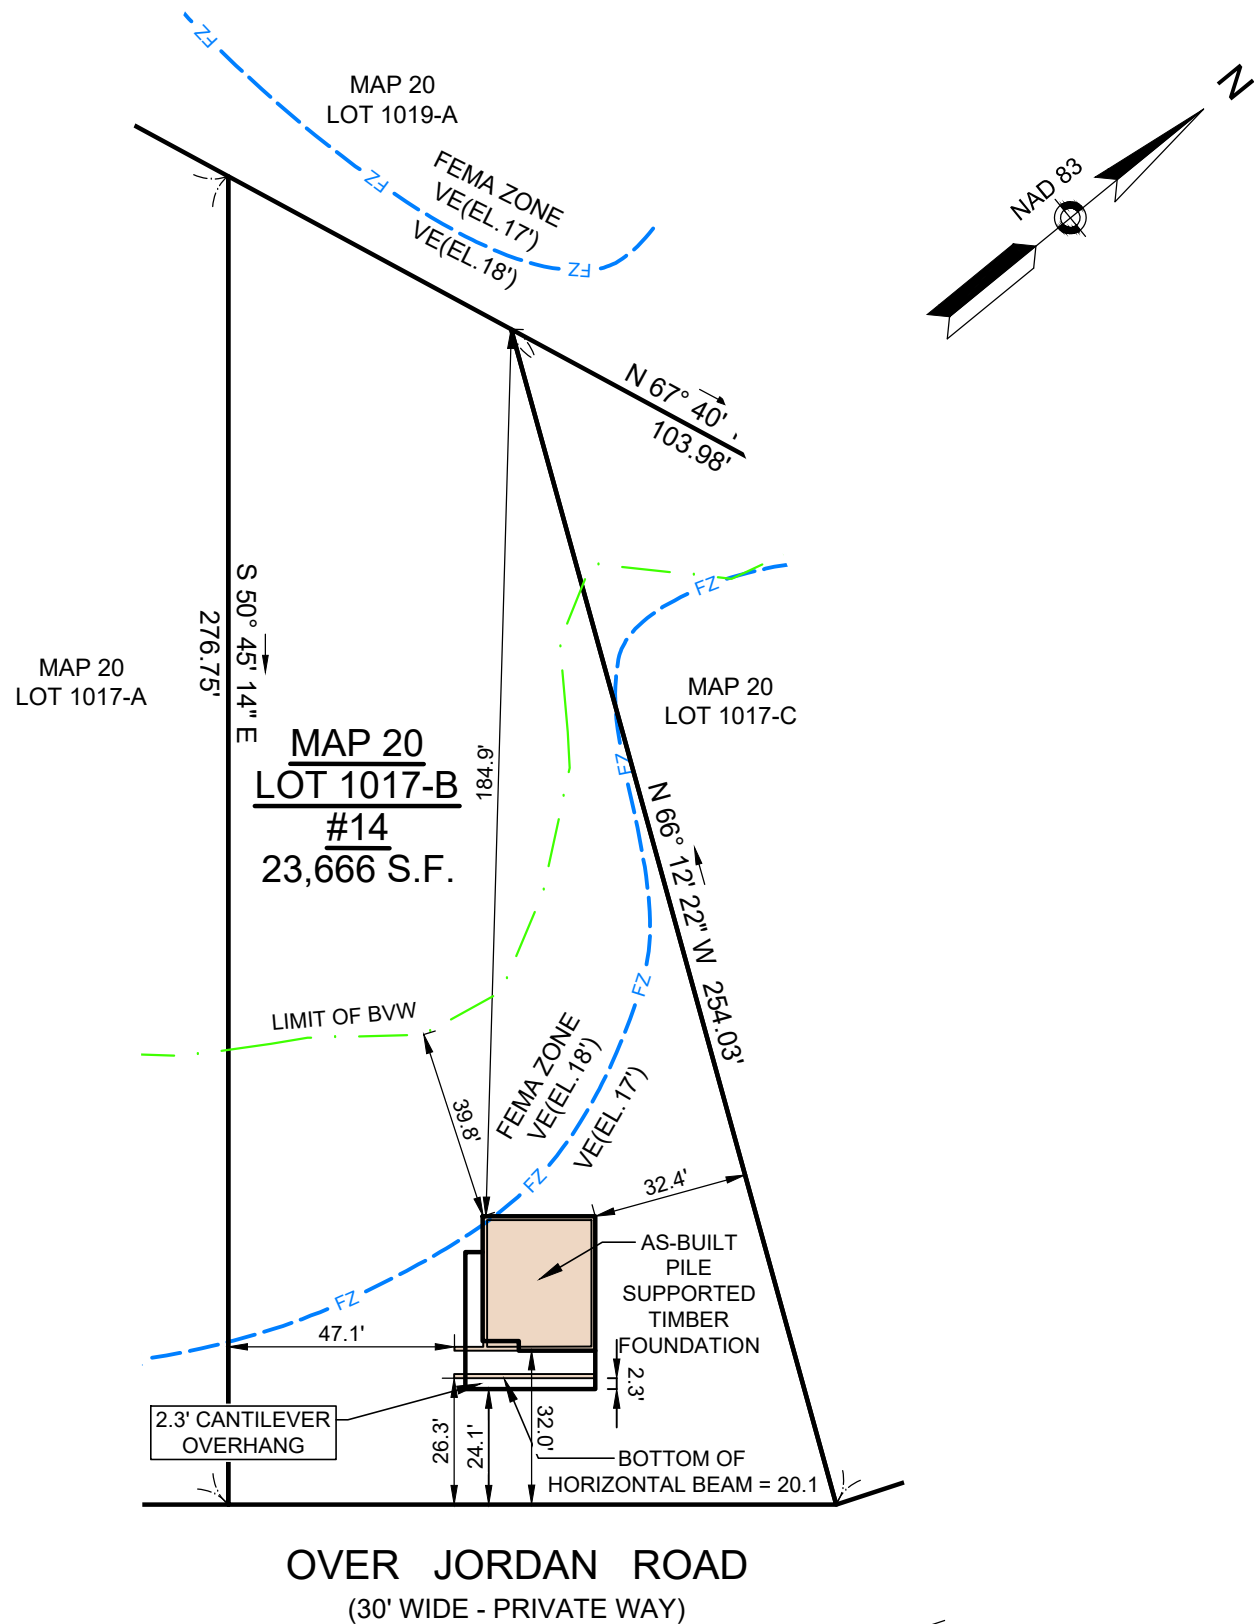 FZ
MAP 20
LOT 1019-A
N
NAD 83
FEMA ZONE
VE(EL.17')
VE(EL.18')
FZ
FZ
N 67° 40'
103.98'
S 50° 45' 14" E
276.75'
MAP 20
LOT 1017-A
FZ
MAP 20
LOT 1017-C
MAP 20
LOT 1017-B
#14
23,666 S.F.
184.9'
FZ
N 66° 12' 22" W 254.03'
FZ
LIMIT OF BVW
39.8'
FEMA ZONE
VE(EL.18')
VE(EL.17')
FZ
32.4'
AS-BUILT
PILE
SUPPORTED
TIMBER
FOUNDATION
FZ
47.1'
2.3'
2.3' CANTILEVER
OVERHANG
26.3'
24.1'
32.0'
BOTTOM OF
HORIZONTAL BEAM = 20.1
OVER JORDAN ROAD
(30' WIDE - PRIVATE WAY)